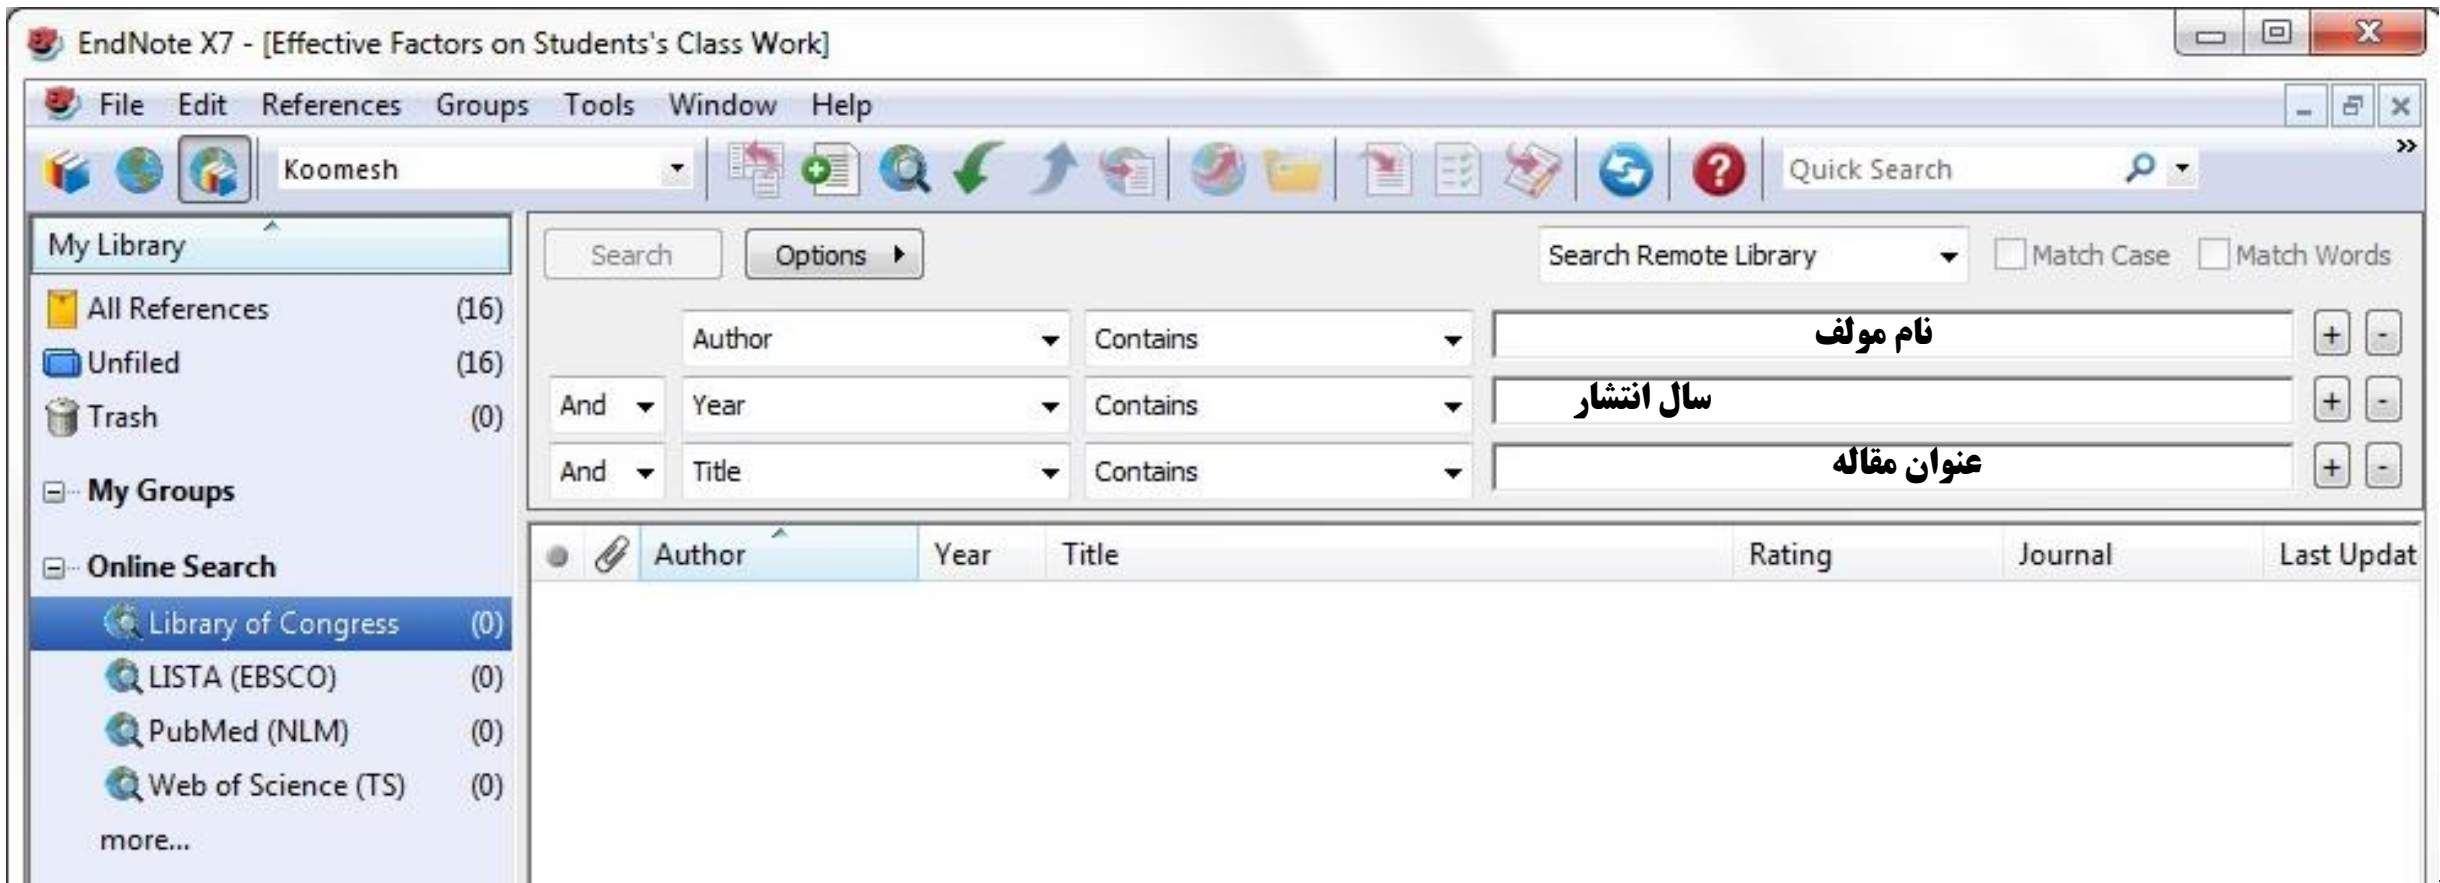 EndNote X7 - [Effective Factors on Students's Class Work]
File Edit References Groups Tools Window Help
Koomesh
Quick Search
My Library
All References (16)
Unfiled (16)
Trash (0)
My Groups
Online Search
Library of Congress (0)
LISTA (EBSCO) (0)
PubMed (NLM) (0)
Web of Science (TS) (0)
more...
Search Options Search Remote Library Match Case Match Words
Author Contains نام مولف + -
And Year Contains سال انتشار + -
And Title Contains عنوان مقاله + -
Author Year Title Rating Journal Last Updat